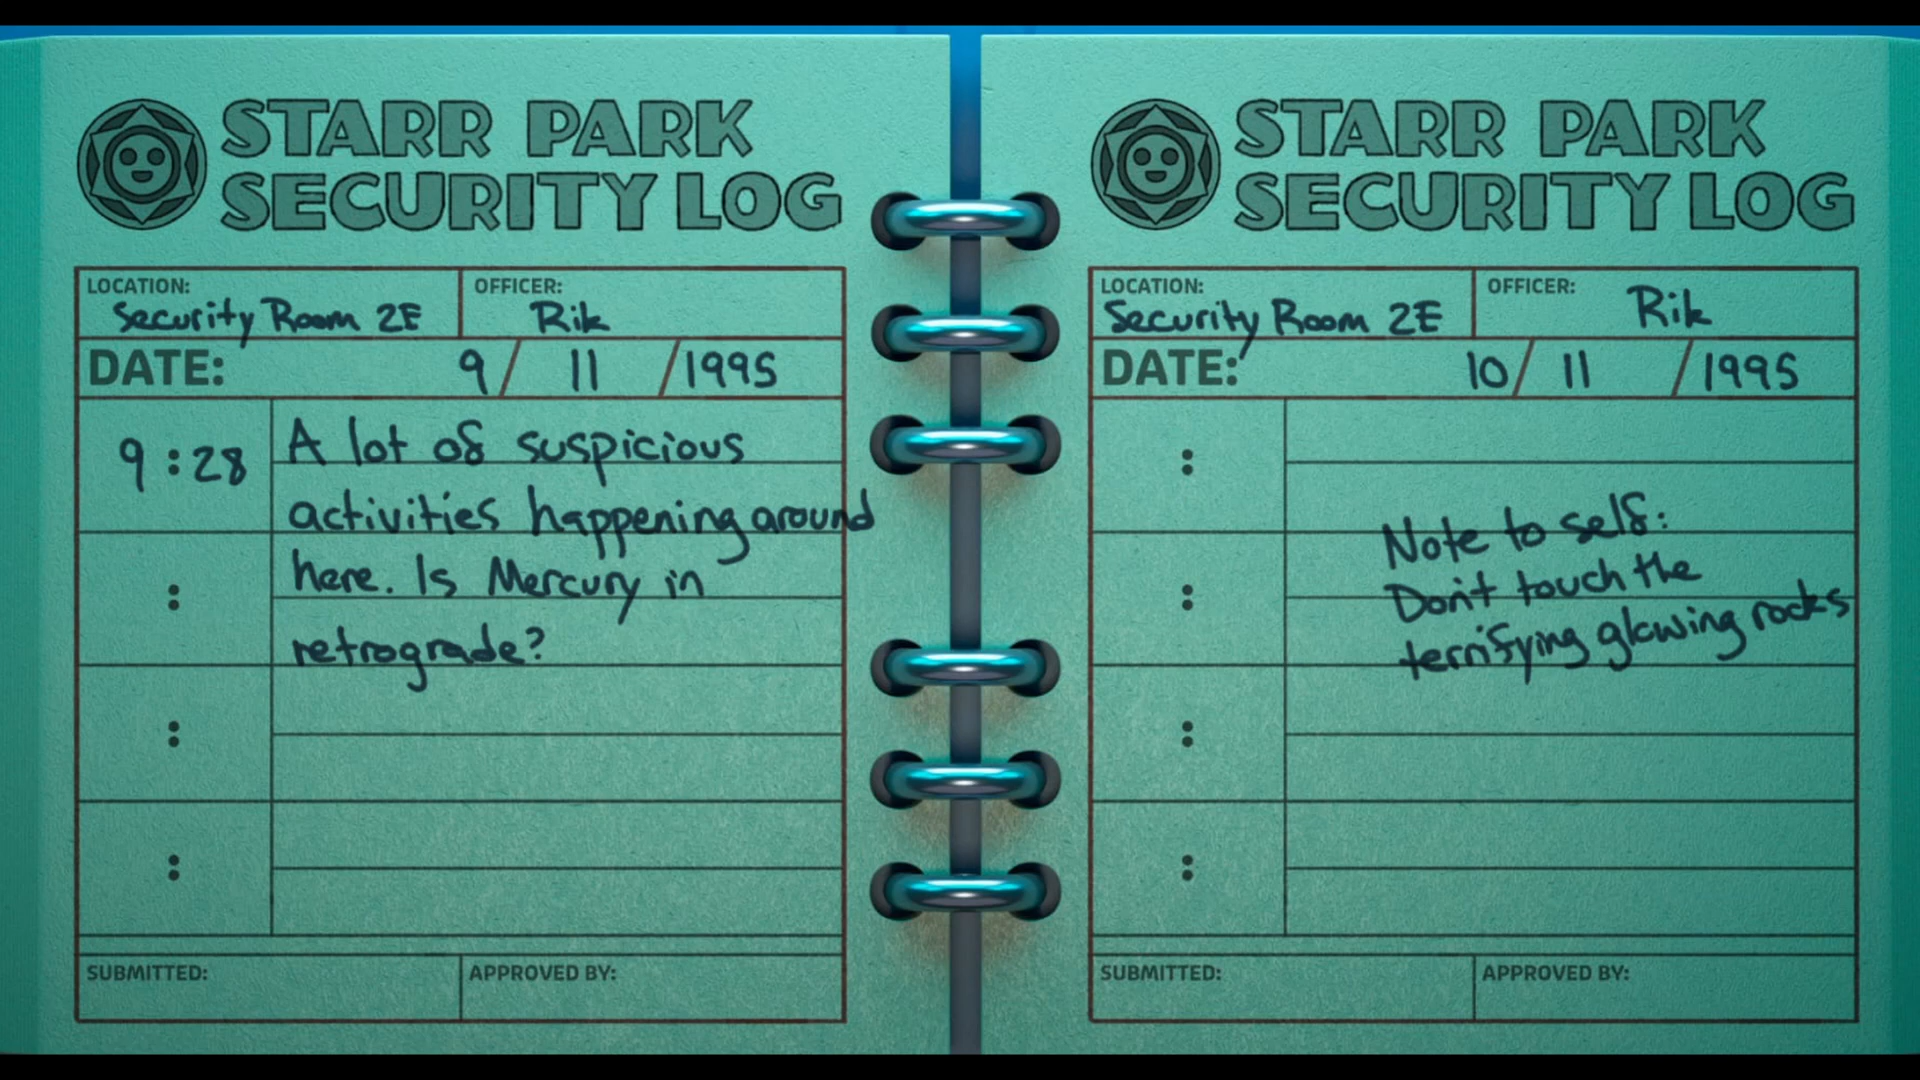 STARR PARK
SECURITY LOG
LOCATION:
Security Room 2E
OFFICER:
Rik
DATE: 9 / 11 / 1995
9:28
A lot of suspicious
activities happening around
here. Is Mercury in
retrograde?
:
:
:
SUBMITTED:
APPROVED BY:
STARR PARK
SECURITY LOG
LOCATION:
Security Room 2E
OFFICER:
Rik
DATE: 10 / 11 / 1995
:
:
:
:
Note to self:
Don't touch the
terrifying glowing rocks
SUBMITTED:
APPROVED BY: